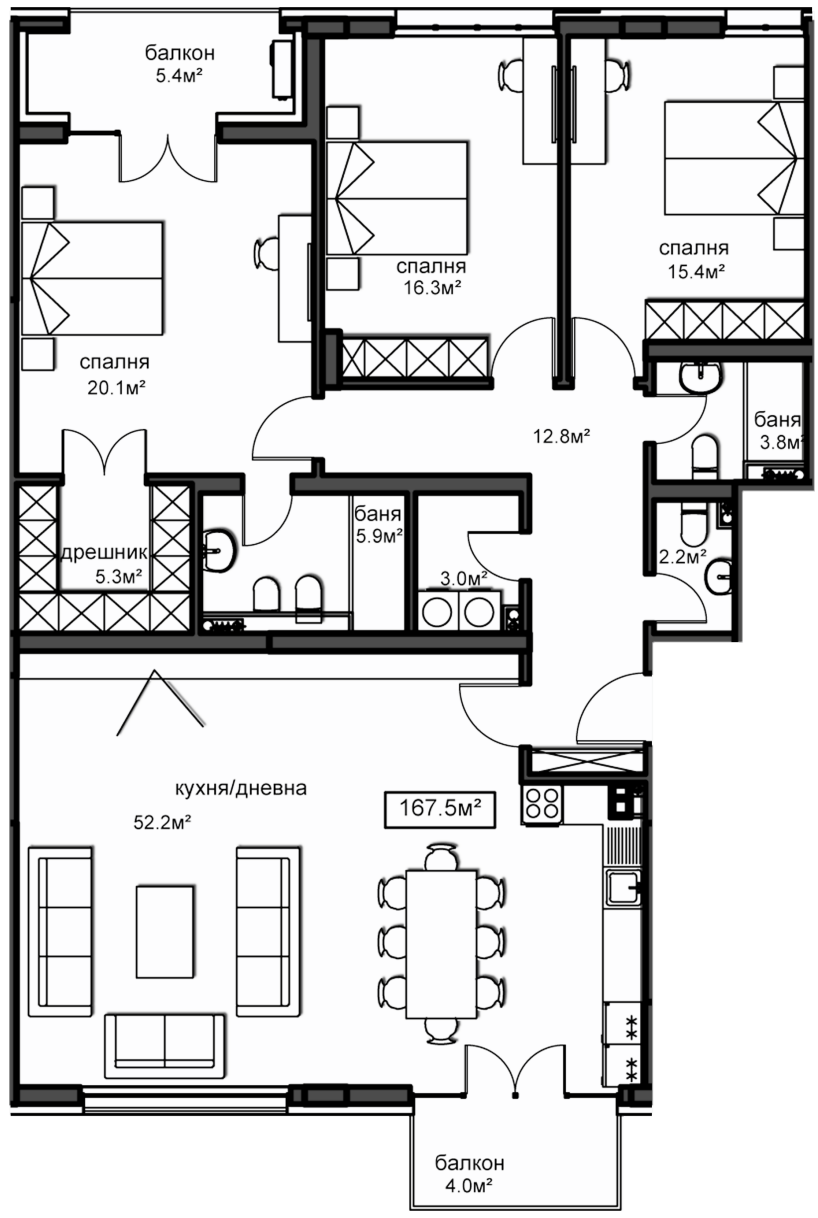 балкон
5.4м²
спалня
16.3м²
спалня
15.4м²
спалня
20.1м²
12.8м²
баня
3.8м²
баня
5.9м²
дрешник
5.3м²
3.0м²
2.2м²
кухня/дневна
52.2м²
167.5м²
балкон
4.0м²